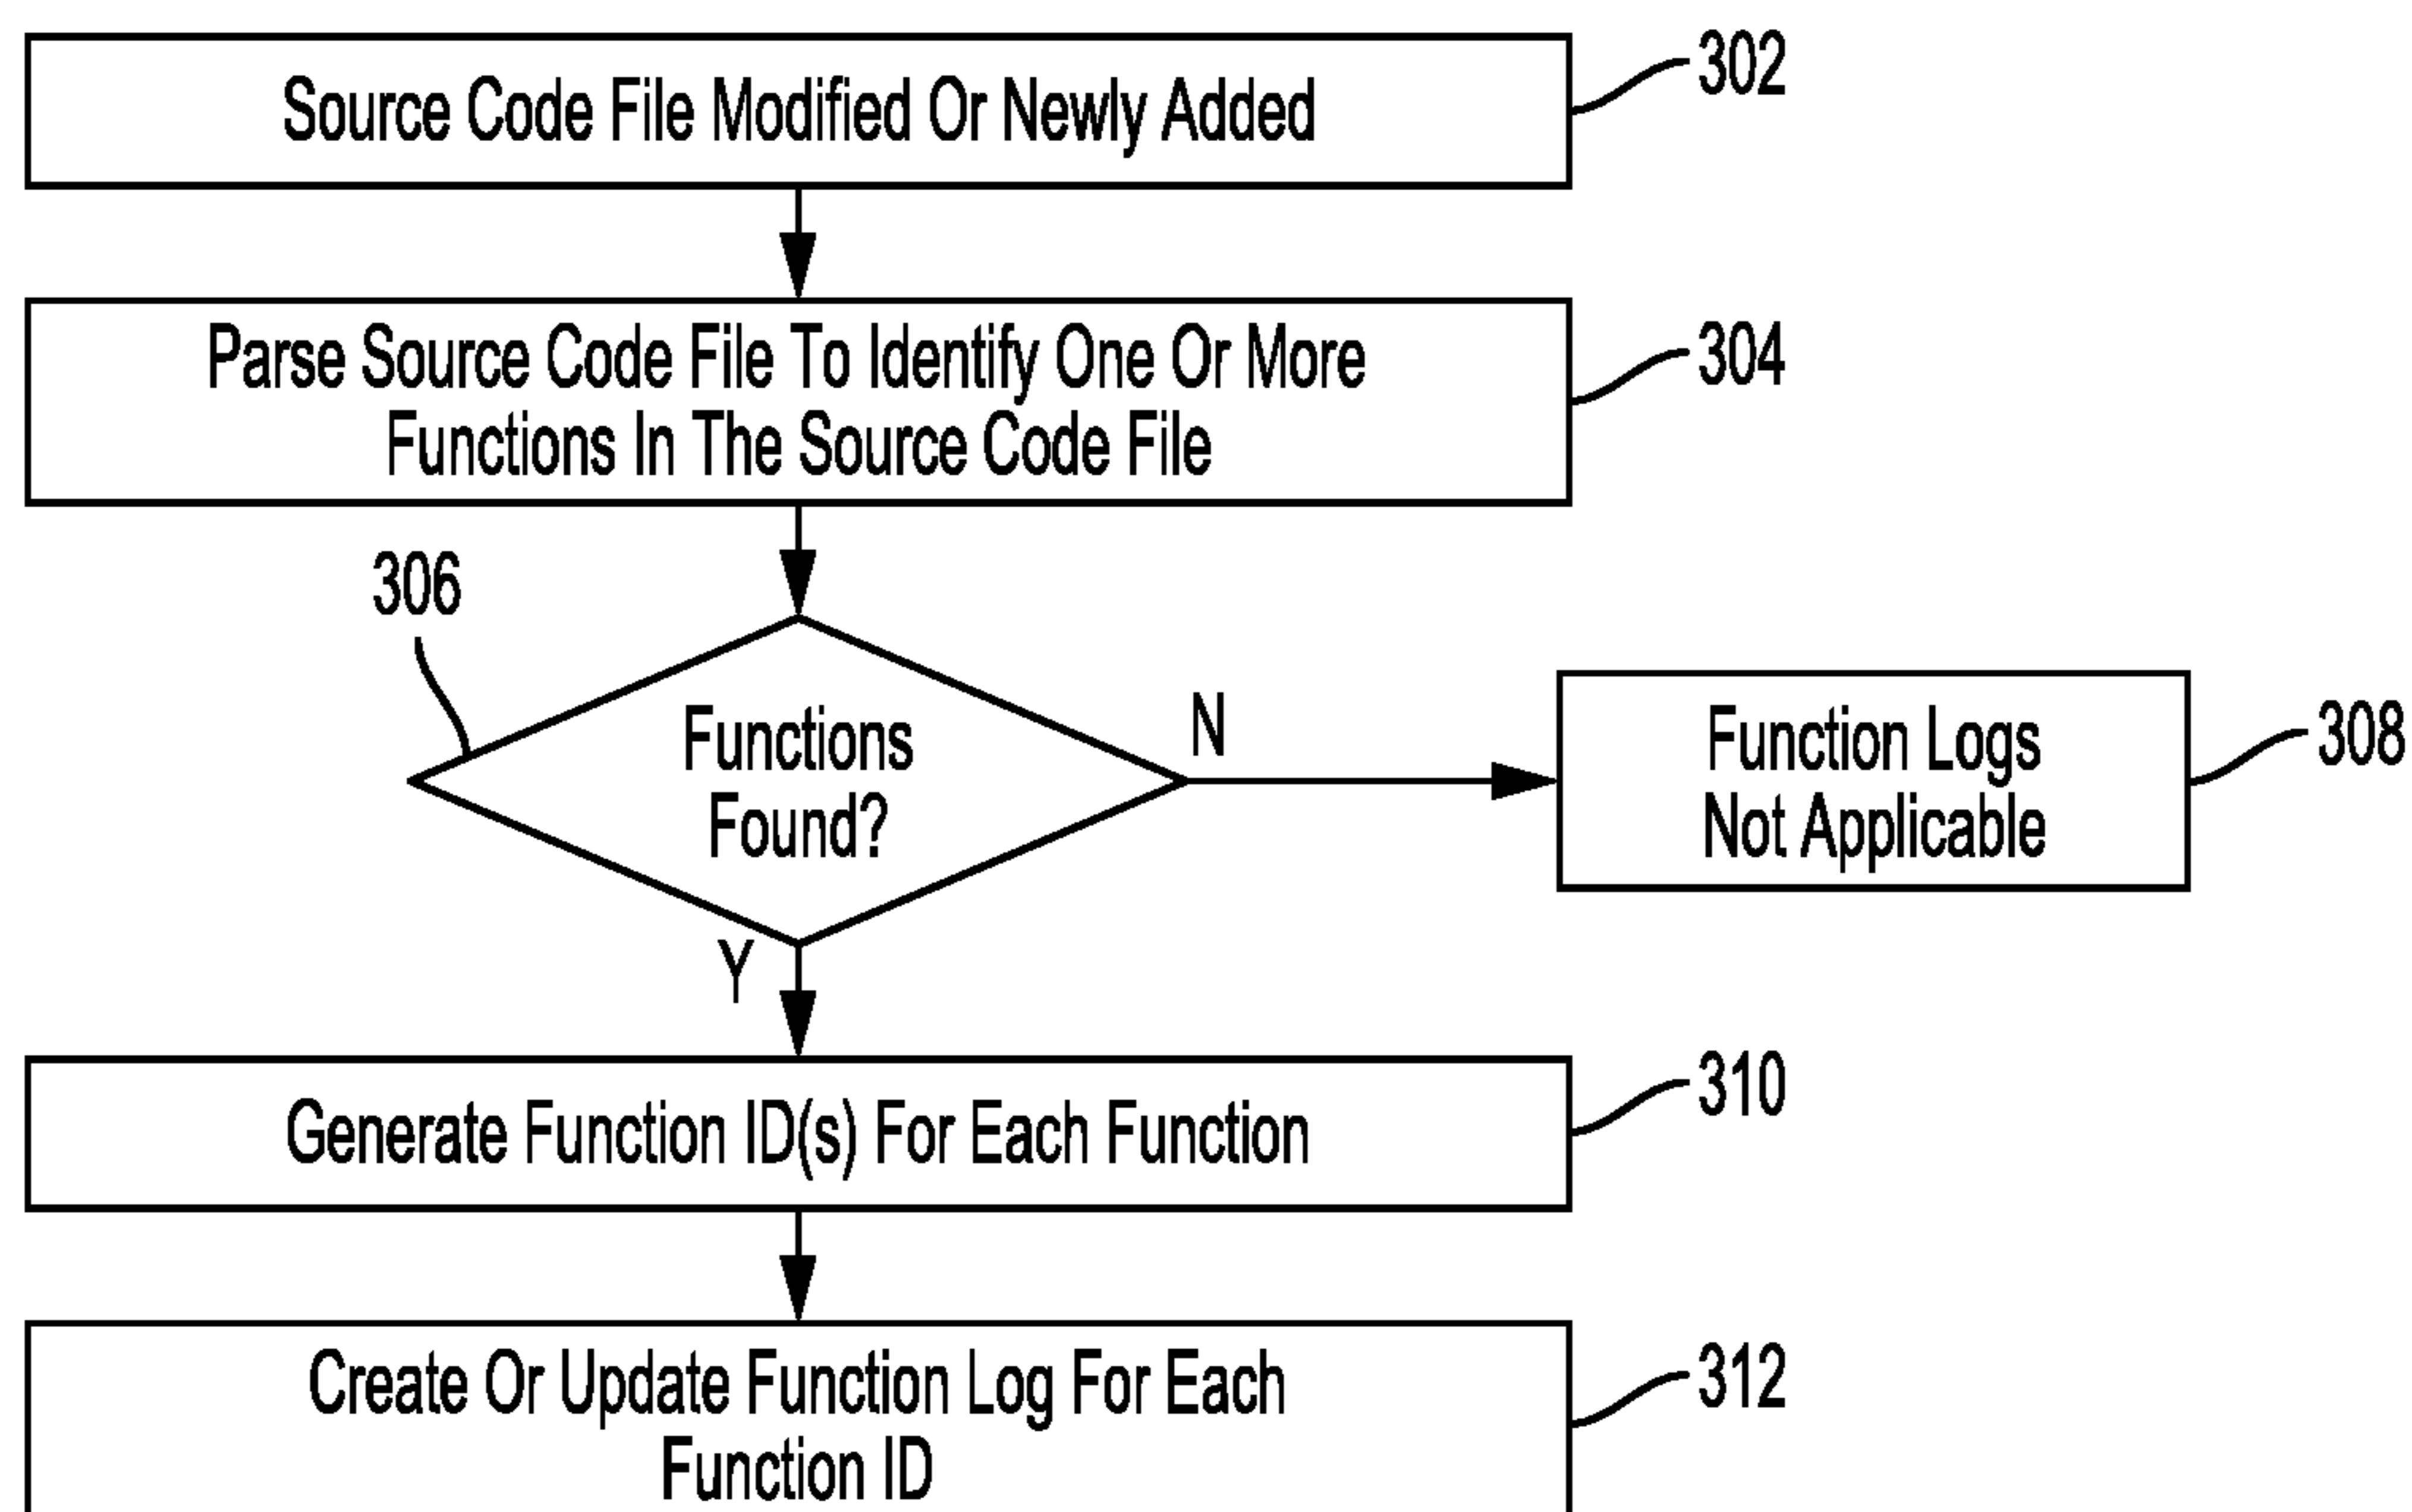 Source Code File Modified Or Newly Added
302
Parse Source Code File To Identify One Or More
Functions In The Source Code File
304
306
Functions
Found?
N
Function Logs
Not Applicable
308
Y
Generate Function ID(s) For Each Function
310
Create Or Update Function Log For Each
Function ID
312